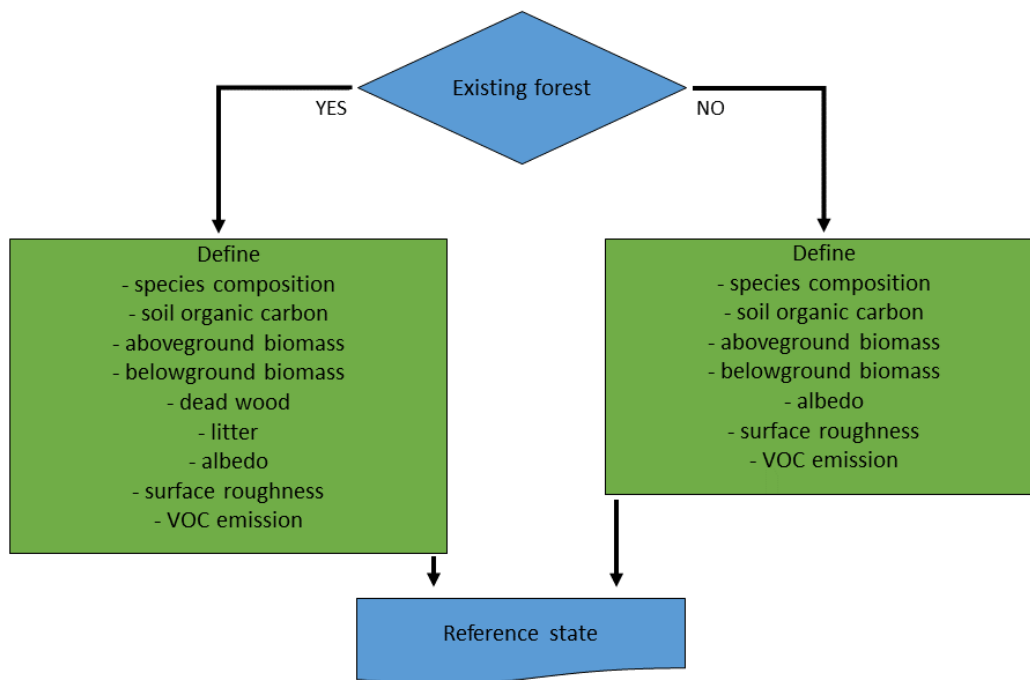 Existing forest
YES
NO
Define
- species composition
- soil organic carbon
- aboveground biomass
- belowground biomass
- dead wood
- litter
- albedo
- surface roughness
- VOC emission
Define
- species composition
- soil organic carbon
- aboveground biomass
- belowground biomass
- albedo
- surface roughness
- VOC emission
Reference state